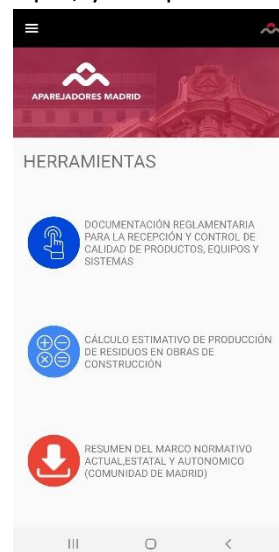 APAREJADORES MADRID
HERRAMIENTAS
DOCUMENTACIÓN REGLAMENTARIA
PARA LA RECEPCIÓN Y CONTROL DE
CALIDAD DE PRODUCTOS, EQUIPOS Y
SISTEMAS
CÁLCULO ESTIMATIVO DE PRODUCCIÓN
DE RESIDUOS EN OBRAS DE
CONSTRUCCIÓN
RESUMEN DEL MARCO NORMATIVO
ACTUAL,ESTATAL Y AUTONOMICO
(COMUNIDAD DE MADRID)